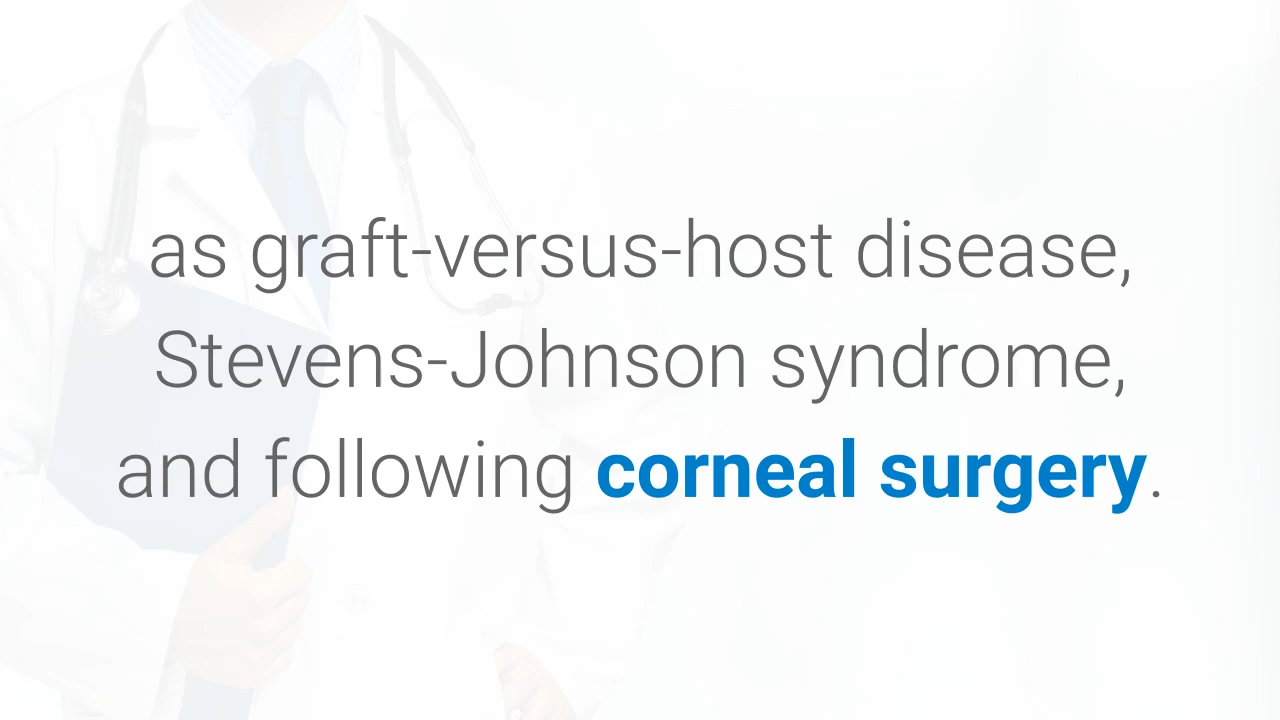 as graft-versus-host disease,
Stevens-Johnson syndrome,
and following corneal surgery.